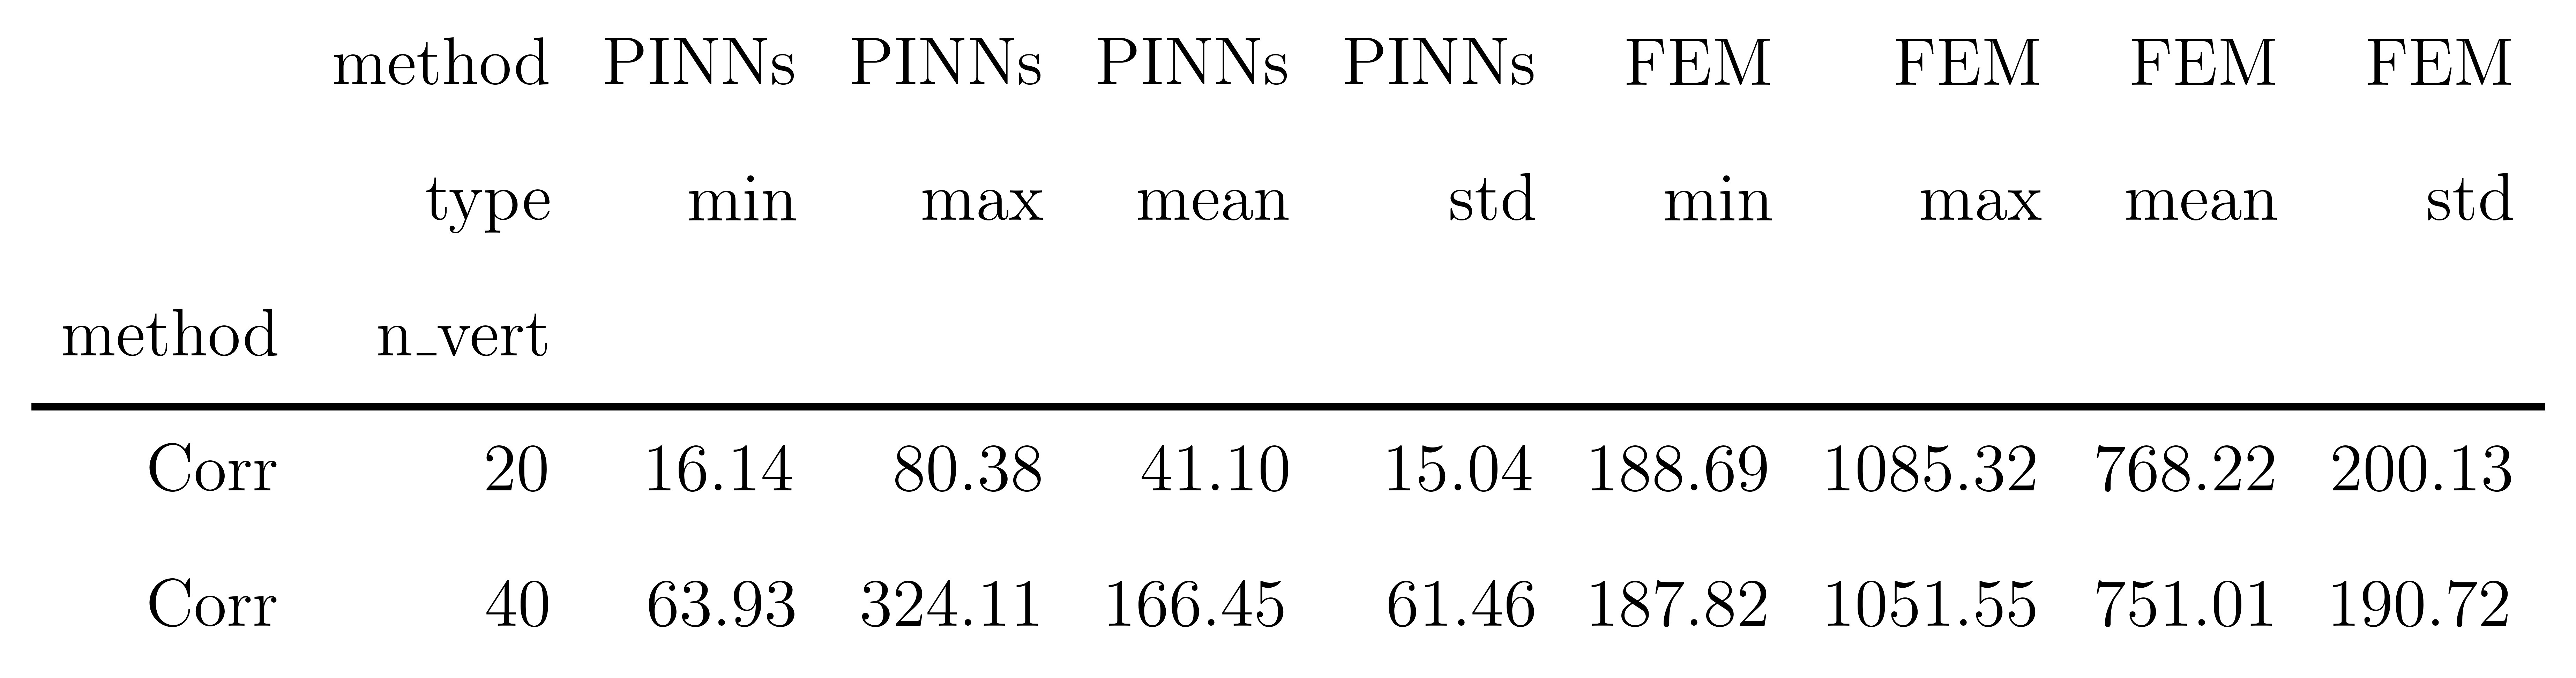 method PINNs PINNs PINNs PINNs FEM FEM FEM FEM
type min max mean std min max mean std
method n_vert
Corr 20 16.14 80.38 41.10 15.04 188.69 1085.32 768.22 200.13
Corr 40 63.93 324.11 166.45 61.46 187.82 1051.55 751.01 190.72